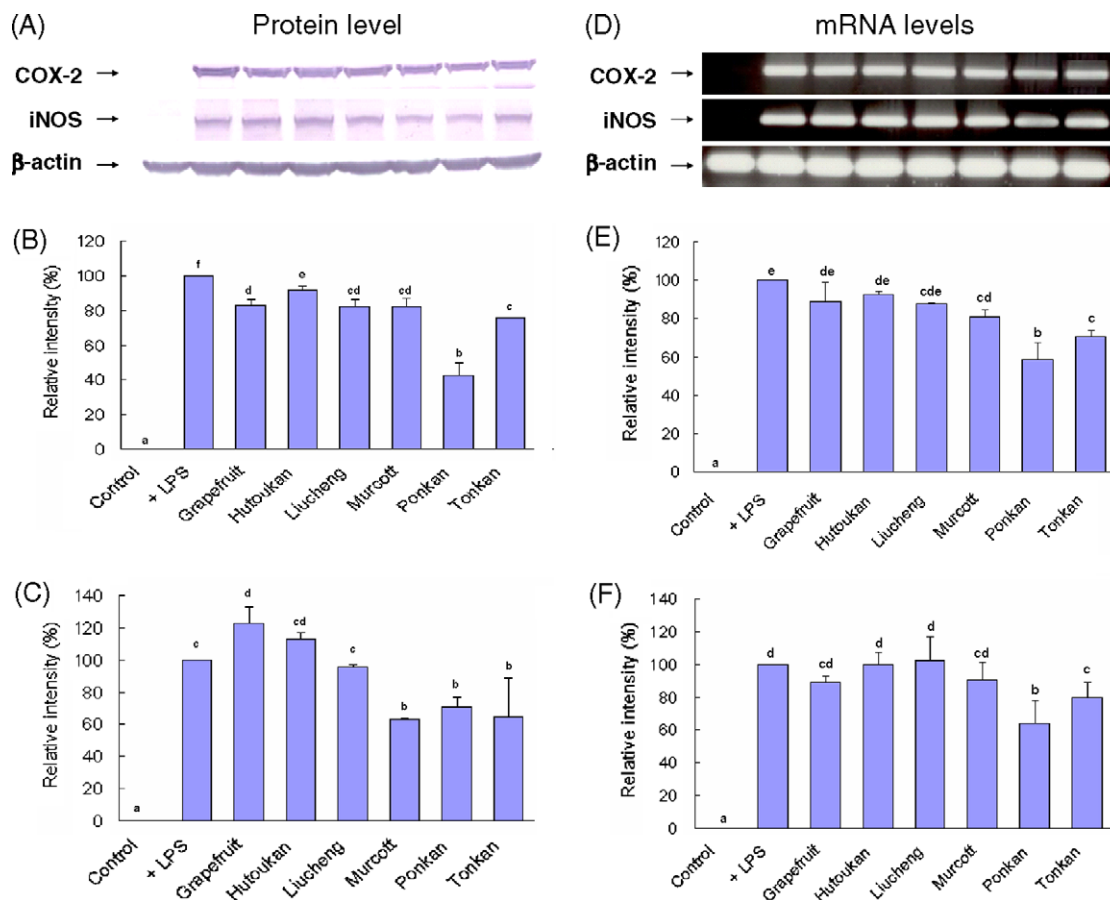 (A) Protein level
COX-2
iNOS
β-actin
(D) mRNA levels
COX-2
iNOS
β-actin
(B)
Relative intensity (%)
120
100
80
60
40
20
0
a f d e cd cd b c
Control + LPS Grapefruit Hutoukan Liucheng Murcott Ponkan Tonkan
(E)
Relative intensity (%)
120
100
80
60
40
20
0
a e de de cde cd b c
Control + LPS Grapefruit Hutoukan Liucheng Murcott Ponkan Tonkan
(C)
Relative intensity (%)
140
120
100
80
60
40
20
0
a c d cd c b b b
Control + LPS Grapefruit Hutoukan Liucheng Murcott Ponkan Tonkan
(F)
Relative intensity (%)
140
120
100
80
60
40
20
0
a d cd d d cd b c
Control + LPS Grapefruit Hutoukan Liucheng Murcott Ponkan Tonkan